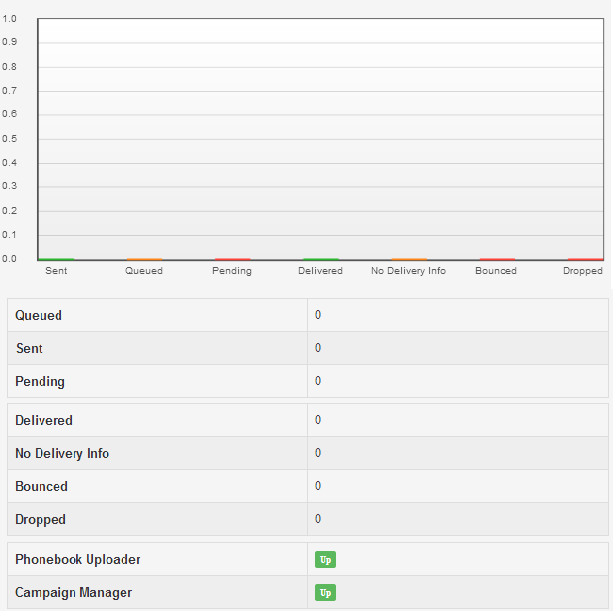 1.0
0.9
0.8
0.7
0.6
0.5
0.4
0.3
0.2
0.1
0.0
Sent Queued Pending Delivered No Delivery Info Bounced Dropped
Queued 0
Sent 0
Pending 0
Delivered 0
No Delivery Info 0
Bounced 0
Dropped 0
Phonebook Uploader Up
Campaign Manager Up